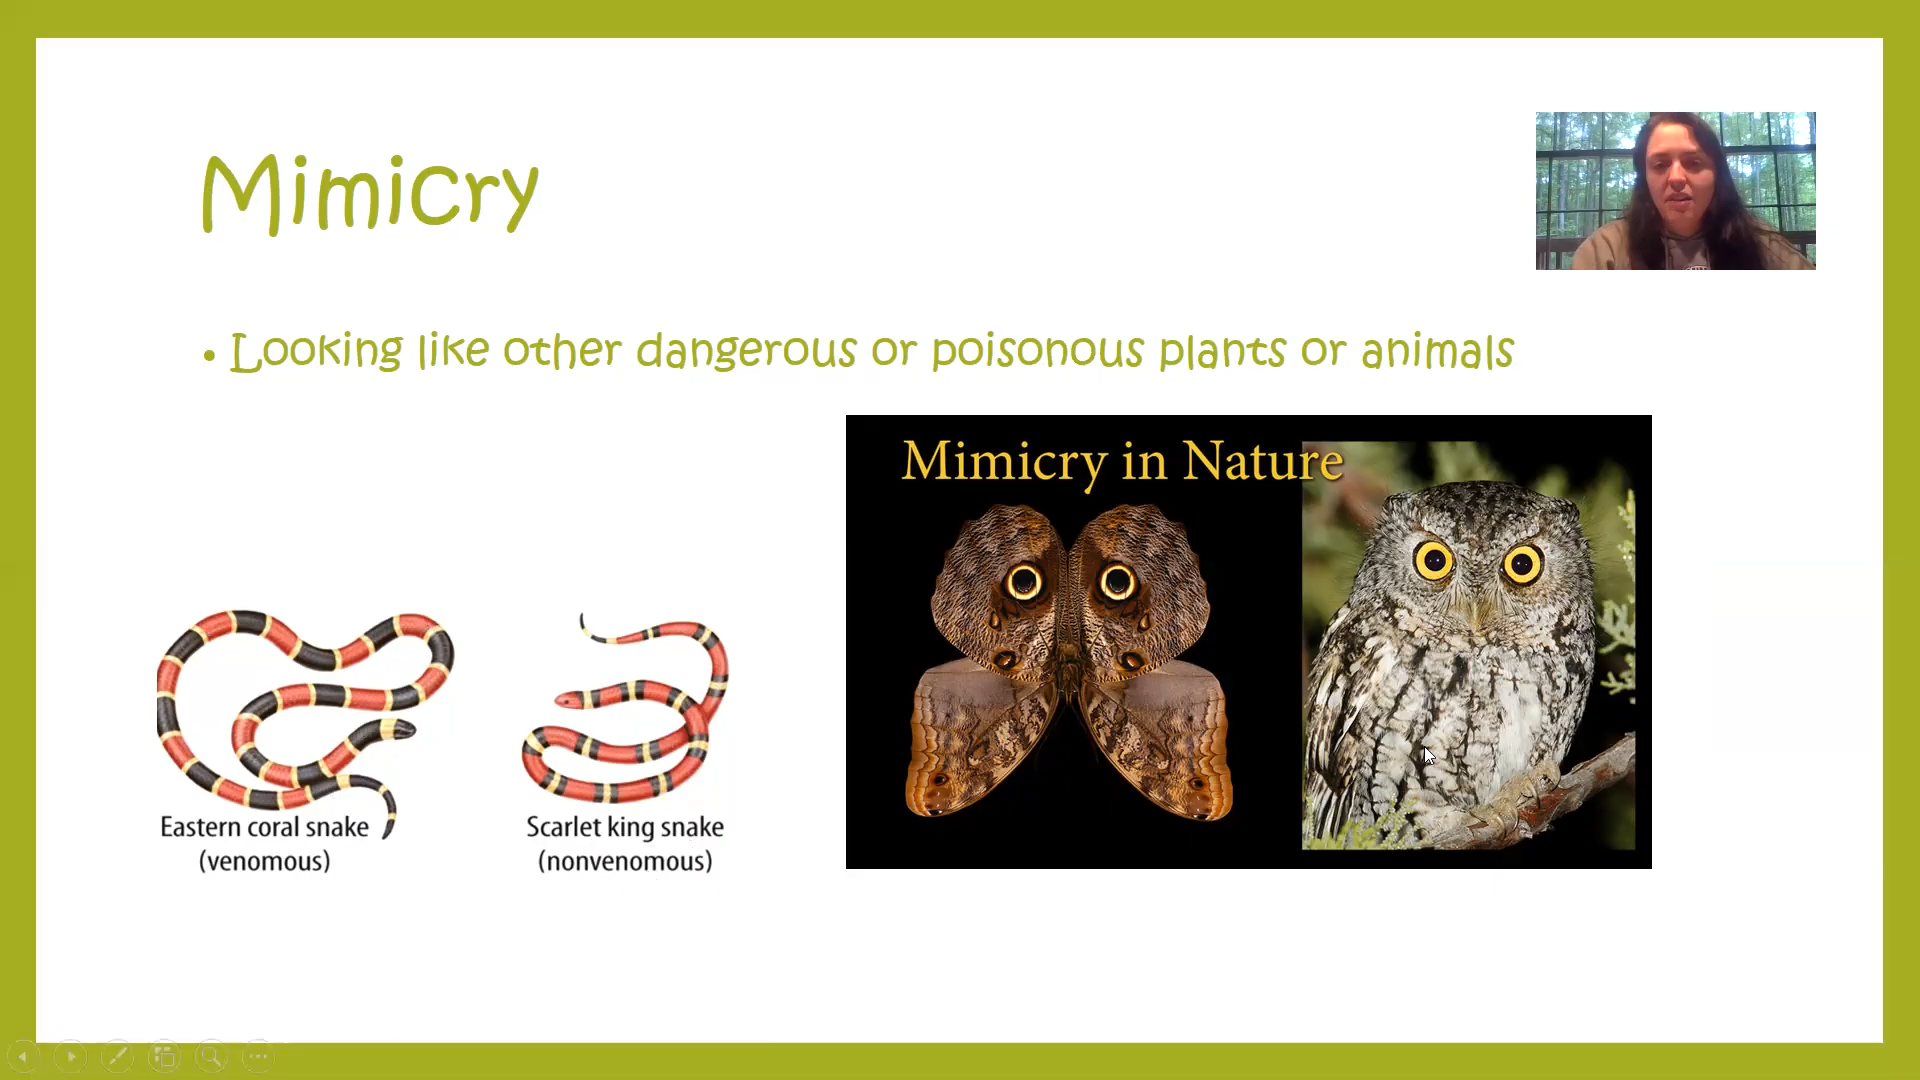 Mimicry
• Looking like other dangerous or poisonous plants or animals
Mimicry in Nature
Eastern coral snake
(venomous)
Scarlet king snake
(nonvenomous)